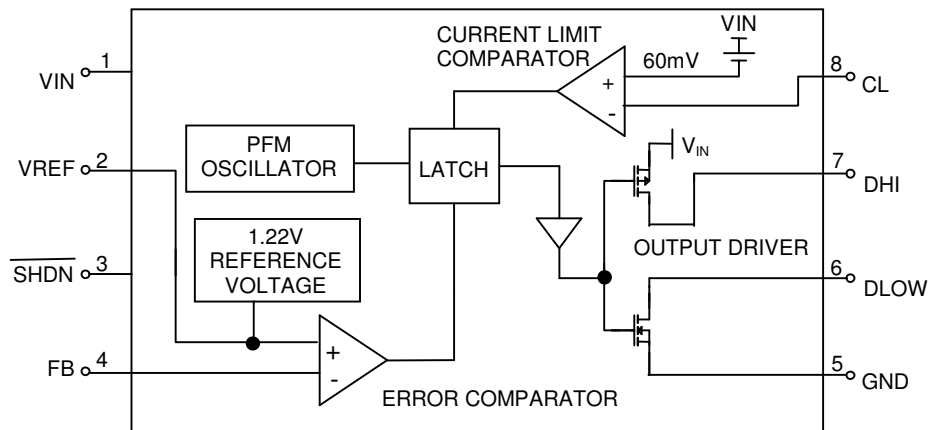 VIN
1
CURRENT LIMIT
COMPARATOR
60mV
VIN
+
-
8
CL
VREF
2
PFM
OSCILLATOR
LATCH
VIN
7
DHI
SHDN
3
1.22V
REFERENCE
VOLTAGE
OUTPUT DRIVER
6
DLOW
FB
4
+
-
ERROR COMPARATOR
5
GND